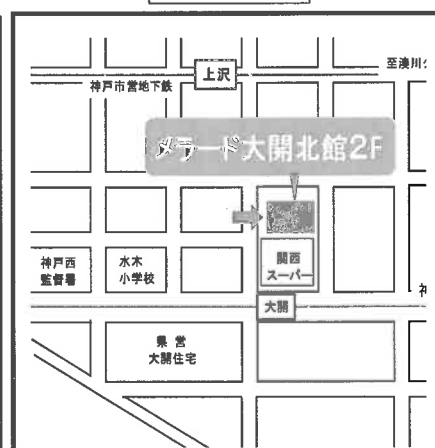 上沢
至湊川
神戸市営地下鉄
メラード大開北館2F
神戸西
監督署
水木
小学校
関西
スーパー
大開
県営
大開住宅